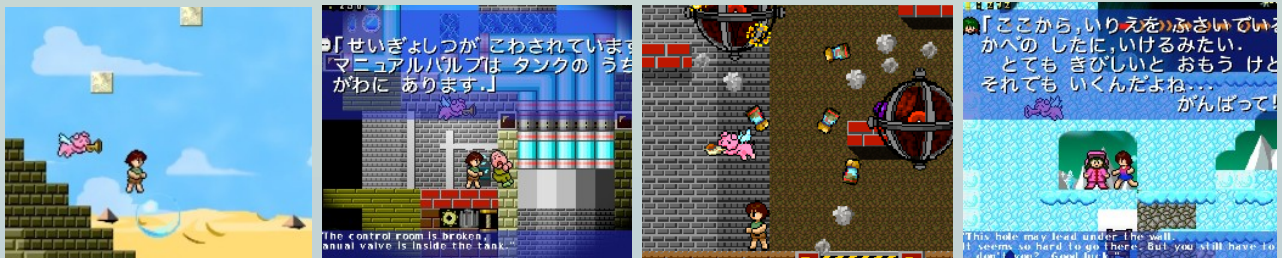 「せいぎょしつが こわされています
マニュアルバルブは タンクの うち
がわに あります.」
"The control room is broken,
anual valve is inside the tank."
「ここから,いりえを ふさいでいる
かべの したに,いけるみたい.
とても きびしいと おもう けど
それても いくんだよね...
がんばって!
"This hole may lead under the wall.
It seems so hard to go there. But you still have to
don't you? Good luck."